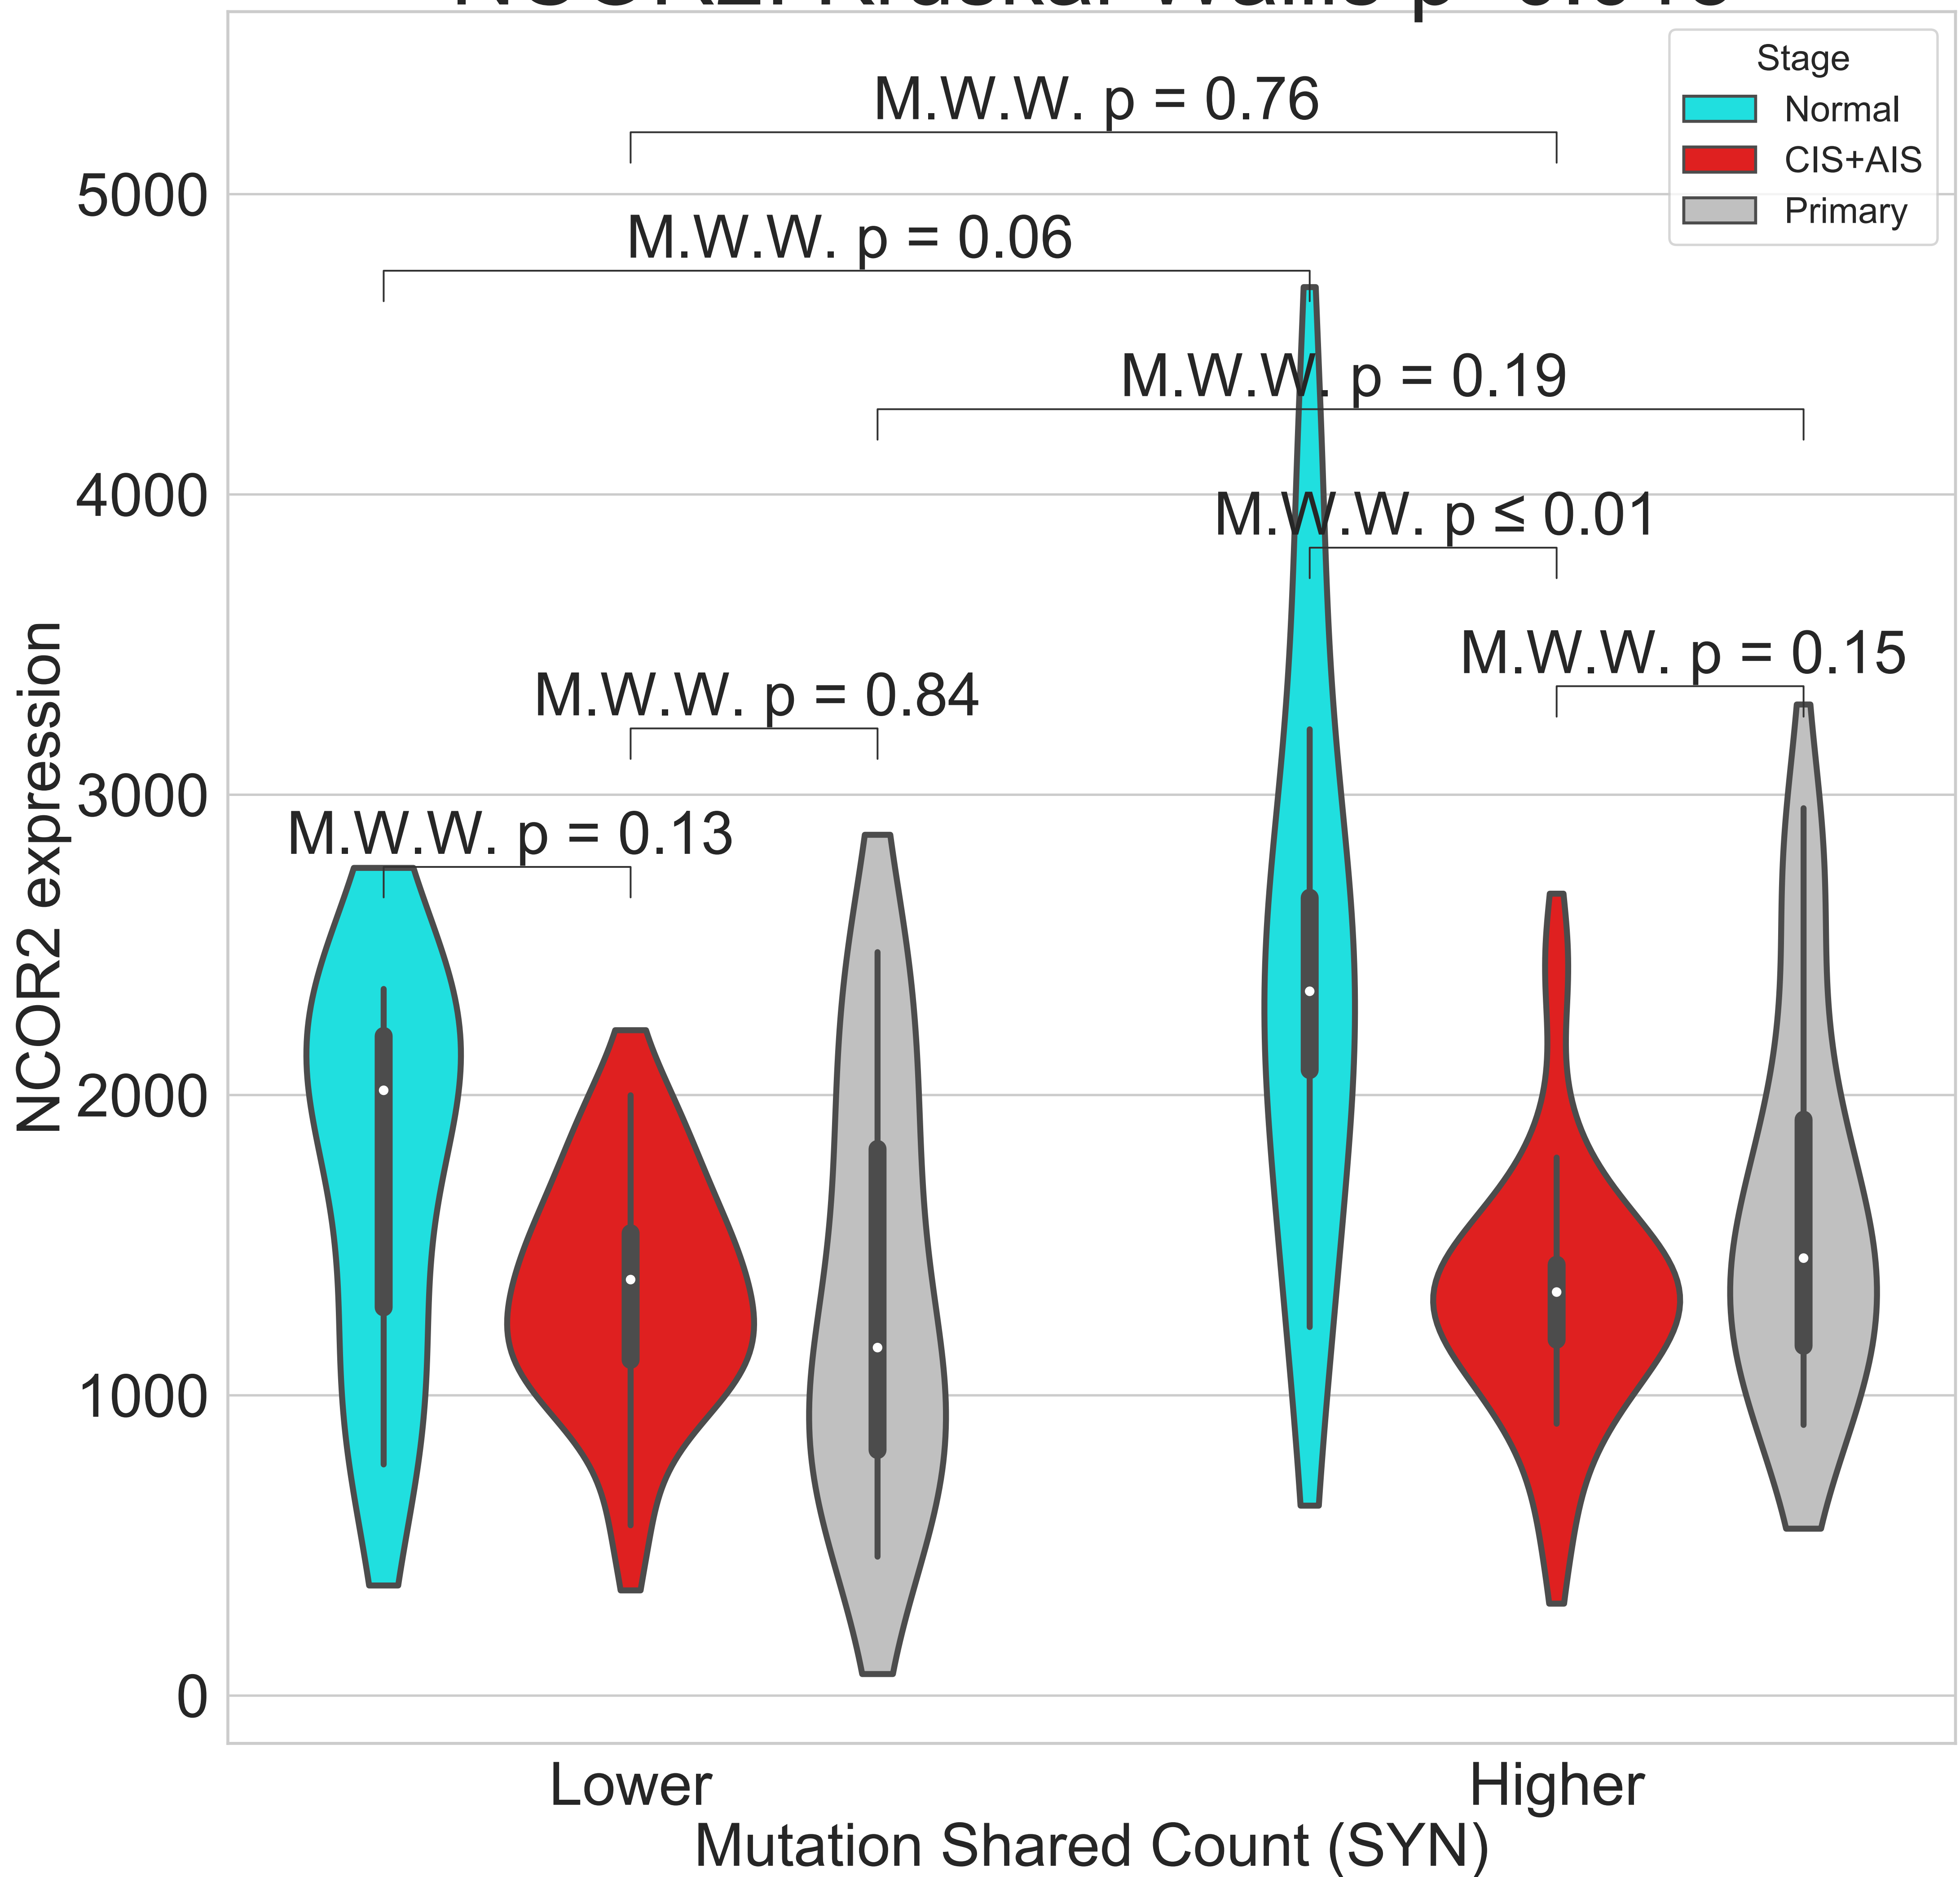 Stage
Normal
CIS+AIS
Primary
M.W.W. p = 0.76
M.W.W. p = 0.06
M.W.W. p = 0.19
M.W.W. p ≤ 0.01
M.W.W. p = 0.15
M.W.W. p = 0.84
M.W.W. p = 0.13
5000
4000
3000
2000
1000
0
NCOR2 expression
Lower
Higher
Mutation Shared Count (SYN)